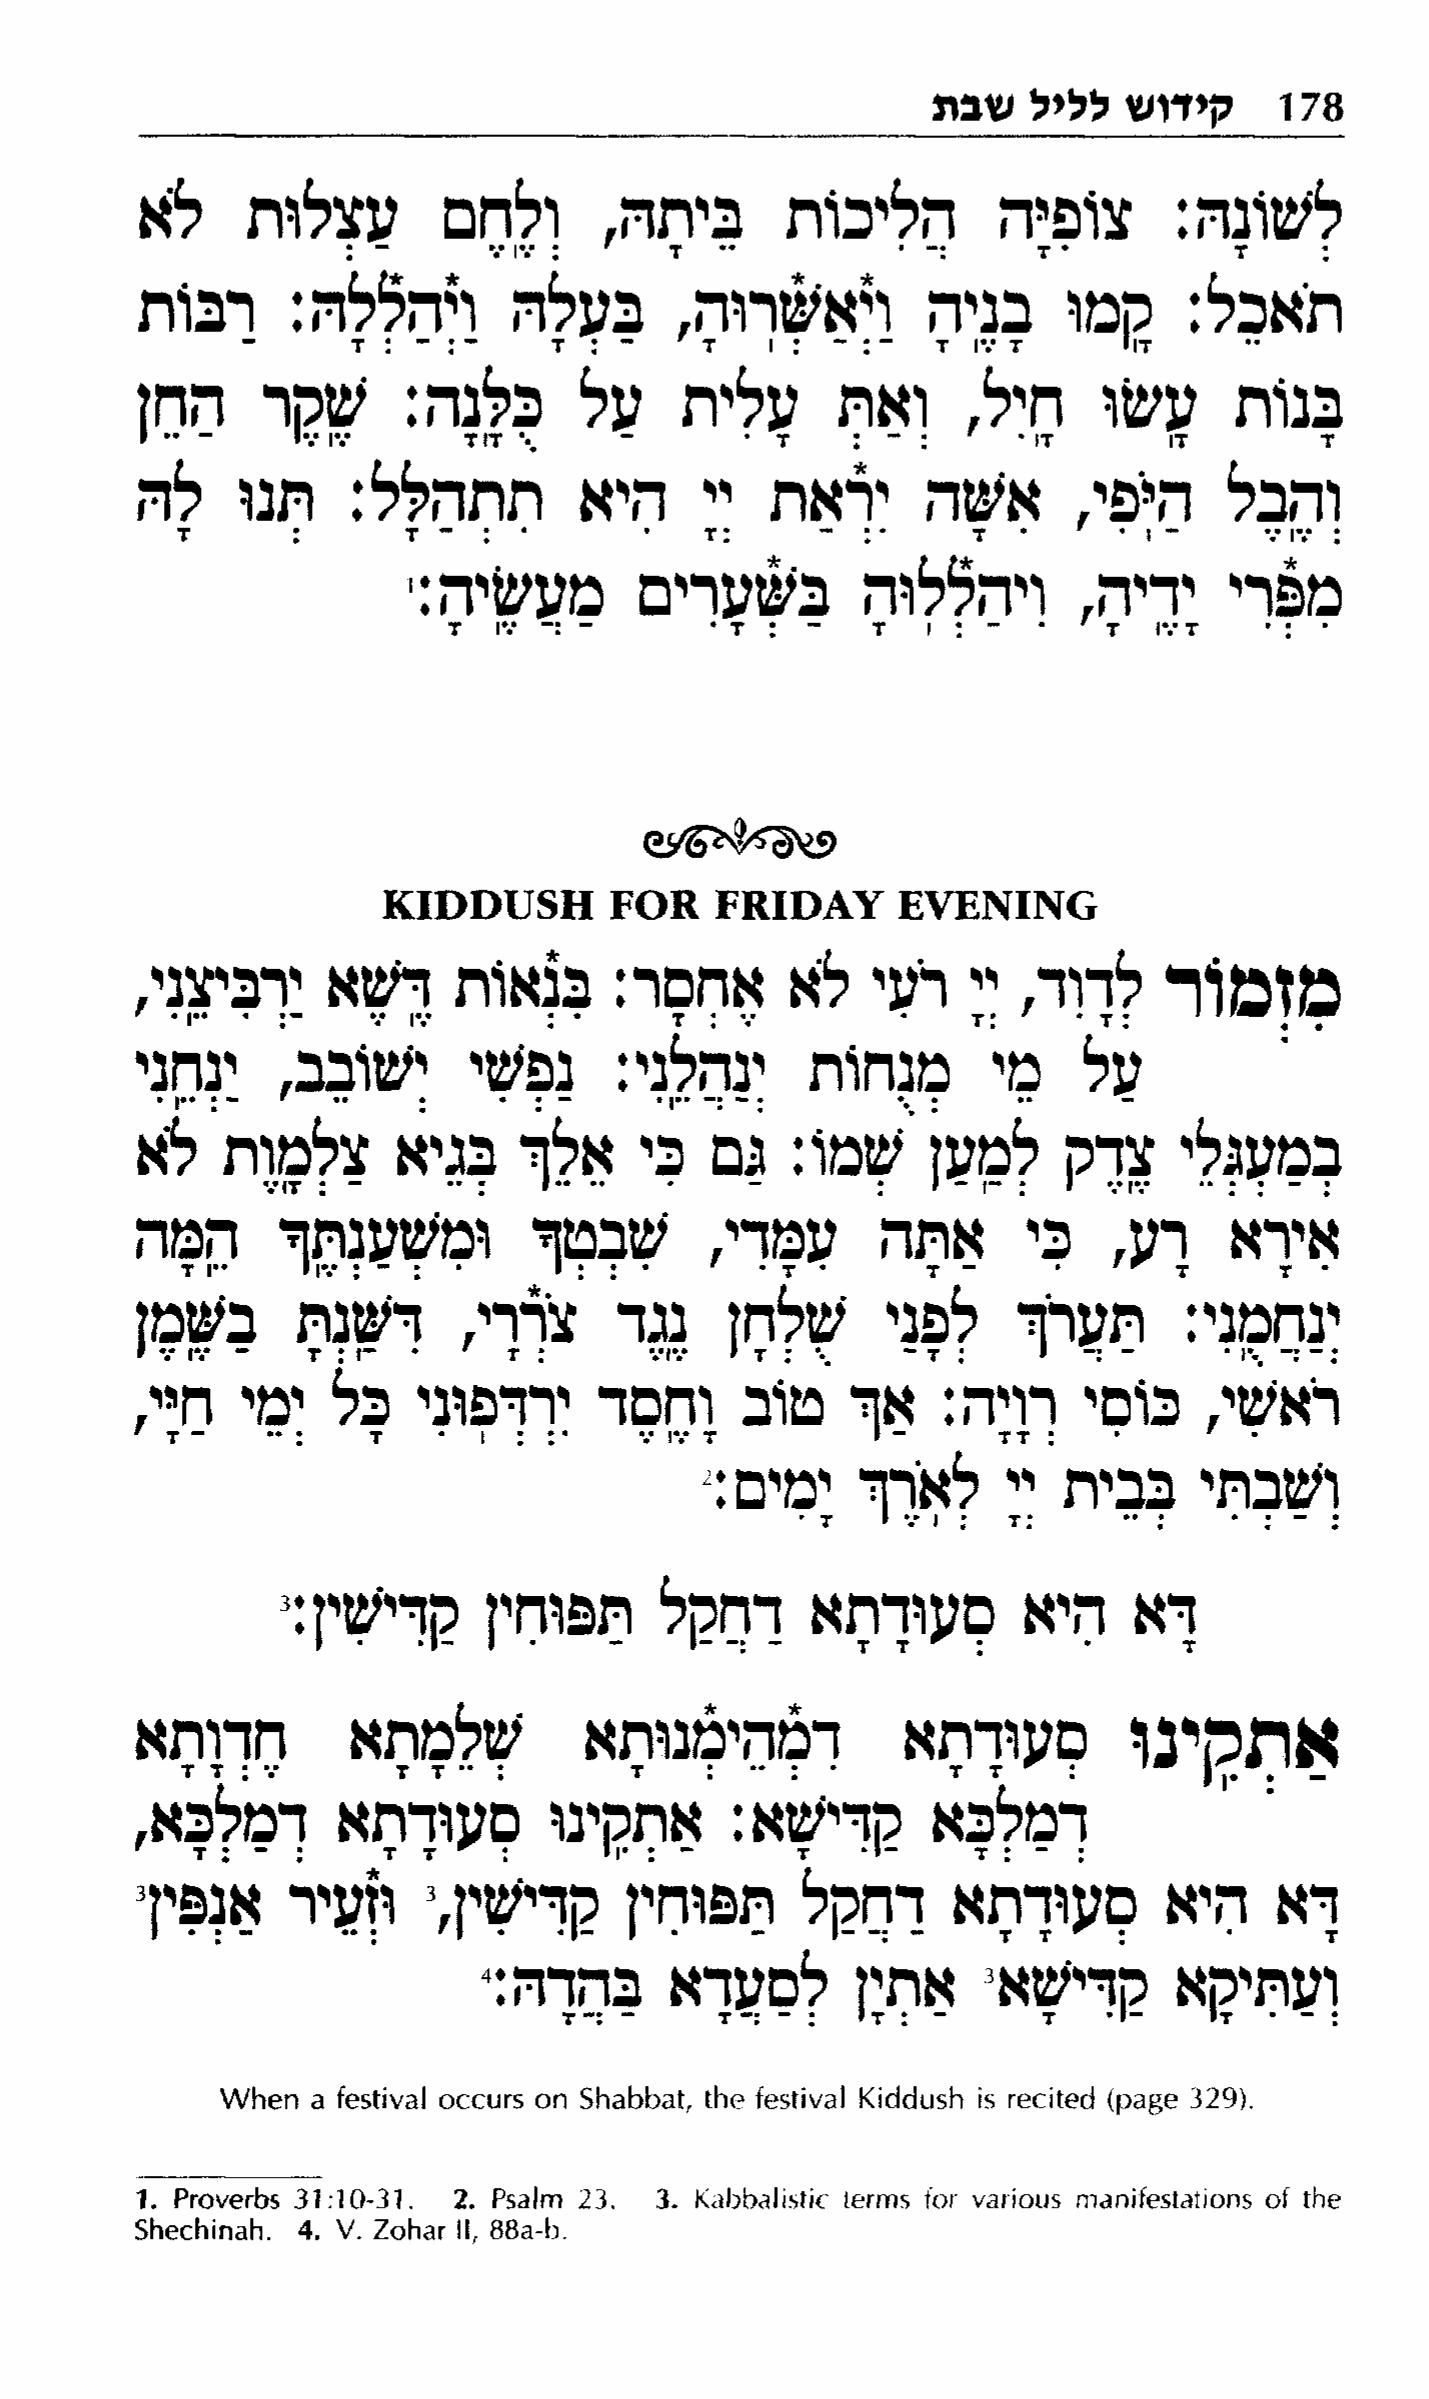 178 קידוש לליל שבת
לְשׁוֹנָהּ: צוֹפִיָּה הֲלִיכוֹת בֵּיתָהּ, וְלֶֽחֶם עַצְלוּת לֹא
תֹאכֵל: קָֽמוּ בָנֶֽיהָ וַיְאַשְּׁרֽוּהָ, בַּעְלָהּ וַיְהַלְלָהּ: רַבּוֹת
בָּנוֹת עָֽשׂוּ חָֽיִל, וְאַתְּ עָלִית עַל כֻּלָּֽנָה: שֶֽׁקֶר הַחֵן
וְהֶֽבֶל הַיֹּֽפִי, אִשָּׁה יִרְאַת יְיָ הִיא תִתְהַלָּל: תְּנוּ לָהּ
מִפְּרִי יָדֶֽיהָ, וִיהַלְלֽוּהָ בַּשְּׁעָרִים מַעֲשֶֽׂיהָ:¹
KIDDUSH FOR FRIDAY EVENING
מִזְמוֹר לְדָוִד, יְיָ רֹעִי לֹא אֶחְסָר: בִּנְאוֹת דֶּֽשֶׁא יַרְבִּיצֵֽנִי,
עַל מֵי מְנֻחוֹת יְנַהֲלֵֽנִי: נַפְשִׁי יְשׁוֹבֵב, יַנְחֵֽנִי
בְמַעְגְּלֵי צֶֽדֶק לְמַֽעַן שְׁמוֹ: גַּם כִּי אֵלֵךְ בְּגֵיא צַלְמָֽוֶת לֹא
אִירָא רָע, כִּי אַתָּה עִמָּדִי, שִׁבְטְךָ וּמִשְׁעַנְתֶּֽךָ הֵֽמָּה
יְנַחֲמֻֽנִי: תַּעֲרֹךְ לְפָנַי שֻׁלְחָן נֶֽגֶד צֹרְרָי, דִּשַּֽׁנְתָּ בַשֶּֽׁמֶן
רֹאשִׁי, כּוֹסִי רְוָיָה: אַךְ טוֹב וָחֶֽסֶד יִרְדְּפֽוּנִי כָּל יְמֵי חַיָּי,
וְשַׁבְתִּי בְּבֵית יְיָ לְאֹֽרֶךְ יָמִים:²
דָּא הִיא סְעוּדָתָא דַחֲקַל תַּפּוּחִין קַדִּישִׁין:³
אַתְקִֽינוּ סְעוּדָתָא דִמְהֵימְנוּתָא שְׁלֵמָתָא חֶדְוָתָא
דְמַלְכָּא קַדִּישָׁא: אַתְקִֽינוּ סְעוּדָתָא דְמַלְכָּא,
דָּא הִיא סְעוּדָתָא דַחֲקַל תַּפּוּחִין קַדִּישִׁין,³ וּזְעֵיר אַנְפִּין³
וְעַתִּיקָא קַדִּישָׁא³ אַתְיָן לְסַעֲדָא בַּהֲדָהּ:⁴
When a festival occurs on Shabbat, the festival Kiddush is recited (page 329).
1. Proverbs 31:10-31. 2. Psalm 23. 3. Kabbalistic terms for various manifestations of the
Shechinah. 4. V. Zohar II, 88a-b.